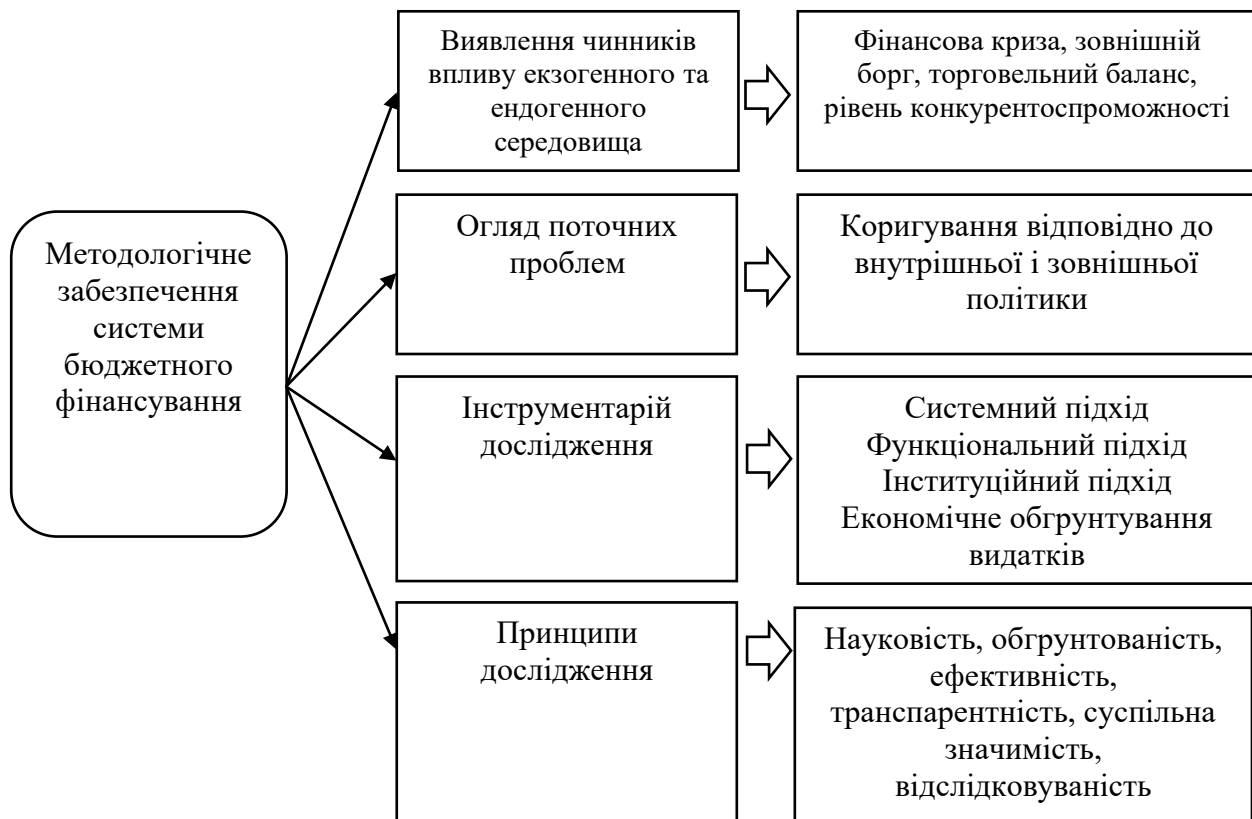 Методологічне
забезпечення
системи
бюджетного
фінансування
Виявлення чинників
впливу екзогенного та
ендогенного
середовища
Фінансова криза, зовнішній
борг, торговельний баланс,
рівень конкурентоспроможності
Огляд поточних
проблем
Коригування відповідно до
внутрішньої і зовнішньої
політики
Інструментарій
дослідження
Системний підхід
Функціональний підхід
Інституційний підхід
Економічне обгрунтування
видатків
Принципи
дослідження
Науковість, обгрунтованість,
ефективність,
транспарентність, суспільна
значимість,
відслідковуваність